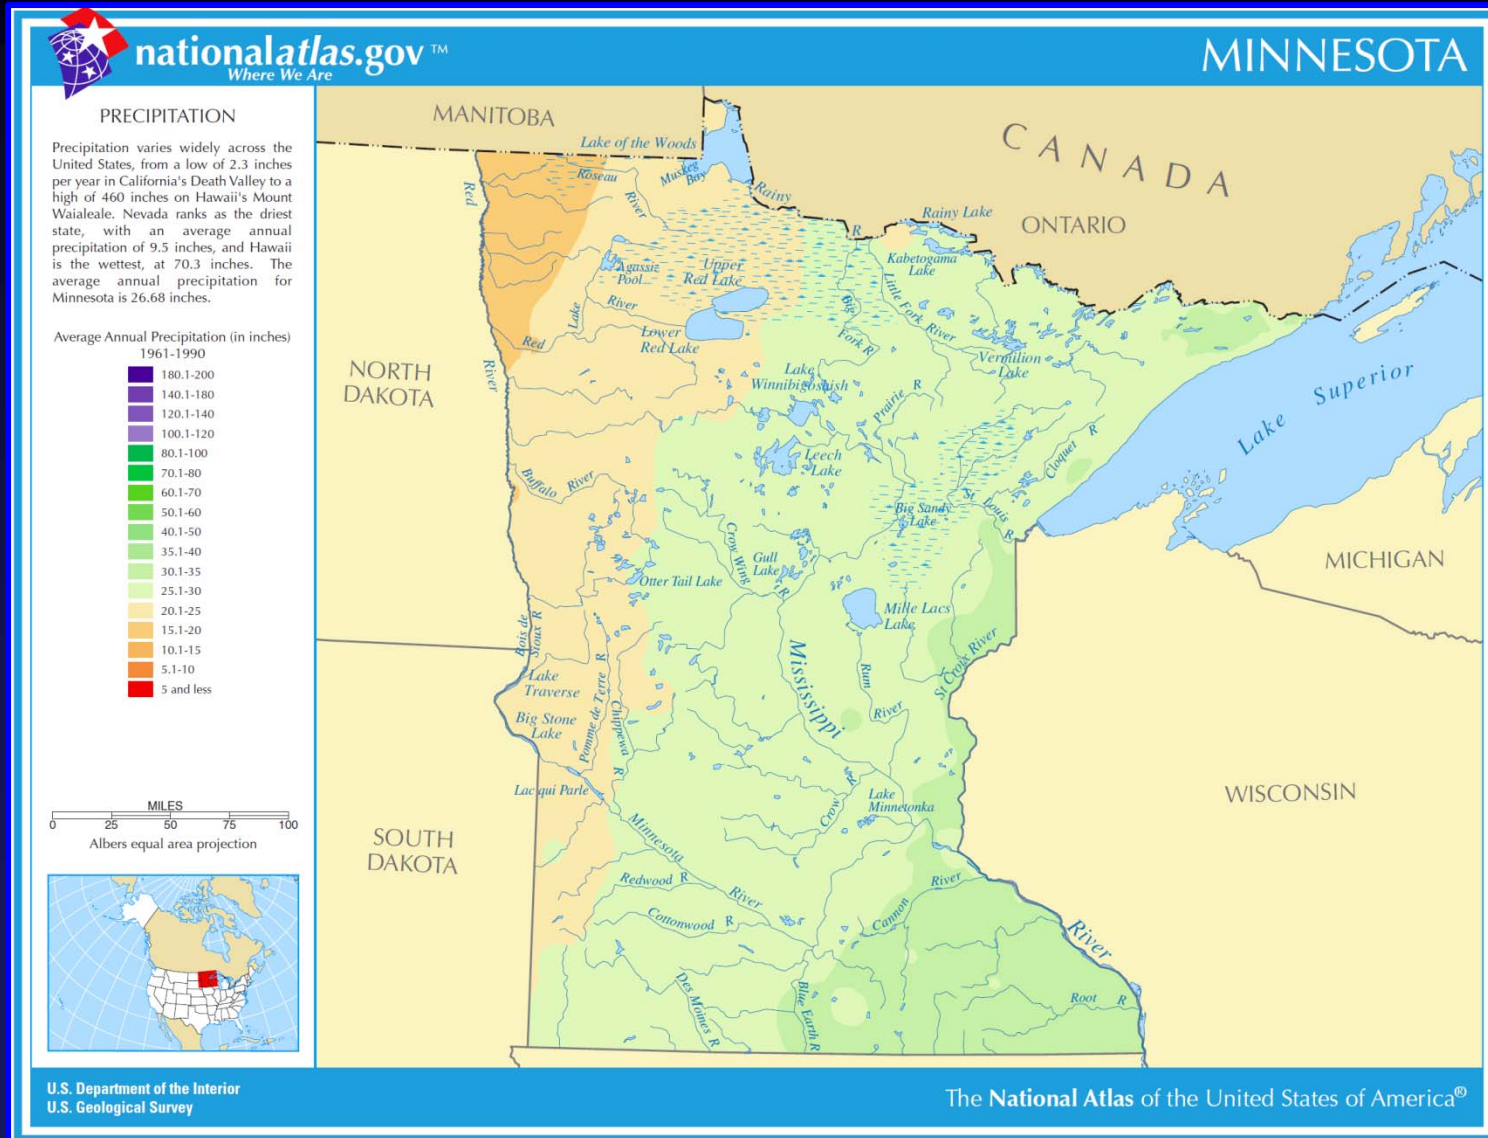 nationalatlas.gov™
Where We Are
MINNESOTA
PRECIPITATION
Precipitation varies widely across the
United States, from a low of 2.3 inches
per year in California's Death Valley to a
high of 460 inches on Hawaii's Mount
Waialeale. Nevada ranks as the driest
state, with an average annual
precipitation of 9.5 inches, and Hawaii
is the wettest, at 70.3 inches. The
average annual precipitation for
Minnesota is 26.68 inches.
Average Annual Precipitation (in inches)
1961-1990
180.1-200
140.1-180
120.1-140
100.1-120
80.1-100
70.1-80
60.1-70
50.1-60
40.1-50
35.1-40
30.1-35
25.1-30
20.1-25
15.1-20
10.1-15
5.1-10
5 and less
MILES
0 25 50 75 100
Albers equal area projection
MANITOBA
CANADA
ONTARIO
NORTH
DAKOTA
SOUTH
DAKOTA
MICHIGAN
WISCONSIN
Lake of the Woods
Roseau
River
Muskeg
Bay
Rainy
R
Rainy Lake
Kabetogama
Lake
Red
River
Agassiz
Pool
Upper
Red Lake
Lower
Red Lake
Red
Lake
River
Big
Fork R
Little Fork River
Vermilion
Lake
Lake
Winnibigoshish
Prairie R
Leech
Lake
Cloquet R
St Louis
R
Big Sandy
Lake
Lake Superior
Buffalo River
Crow Wing
R
Gull
Lake
Otter Tail Lake
Mille Lacs
Lake
Bois de
Sioux R
Lake
Traverse
Big Stone
Lake
Pomme de Terre R
Chippewa R
Mississippi
Rum
River
St Croix River
Lac qui Parle
Lake
Minnetonka
Crow R
Minnesota
River
Redwood R
Cottonwood R
Cannon
River
River
Des Moines R
Blue Earth R
Root R
U.S. Department of the Interior
U.S. Geological Survey
The National Atlas of the United States of America®